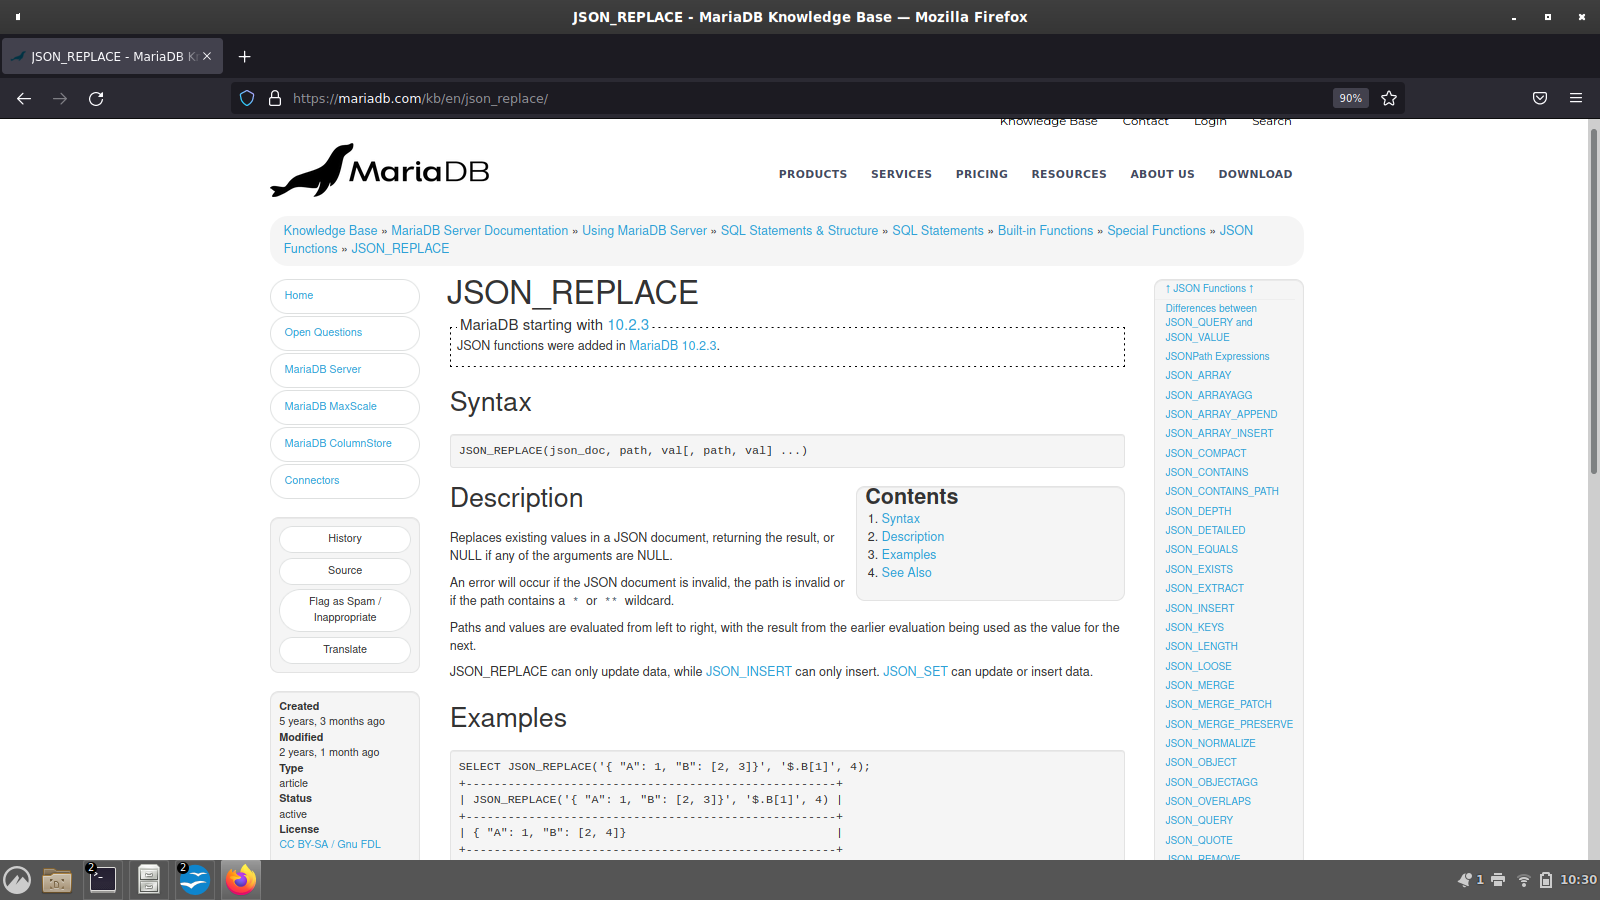 JSON_REPLACE - MariaDB Knowledge Base — Mozilla Firefox
JSON_REPLACE - MariaDB Kn
https://mariadb.com/kb/en/json_replace/
90%
Knowledge Base Contact Login Search
MariaDB
PRODUCTS SERVICES PRICING RESOURCES ABOUT US DOWNLOAD
Knowledge Base » MariaDB Server Documentation » Using MariaDB Server » SQL Statements & Structure » SQL Statements » Built-in Functions » Special Functions » JSON
Functions » JSON_REPLACE
Home
Open Questions
MariaDB Server
MariaDB MaxScale
MariaDB ColumnStore
Connectors
History
Source
Flag as Spam /
Inappropriate
Translate
Created
5 years, 3 months ago
Modified
2 years, 1 month ago
Type
article
Status
active
License
CC BY-SA / Gnu FDL
JSON_REPLACE
MariaDB starting with 10.2.3
JSON functions were added in MariaDB 10.2.3.
Syntax
JSON_REPLACE(json_doc, path, val[, path, val] ...)
Description
Replaces existing values in a JSON document, returning the result, or
NULL if any of the arguments are NULL.
An error will occur if the JSON document is invalid, the path is invalid or
if the path contains a * or ** wildcard.
Paths and values are evaluated from left to right, with the result from the earlier evaluation being used as the value for the
next.
JSON_REPLACE can only update data, while JSON_INSERT can only insert. JSON_SET can update or insert data.
Contents
1. Syntax
2. Description
3. Examples
4. See Also
Examples
SELECT JSON_REPLACE('{ "A": 1, "B": [2, 3]}', '$.B[1]', 4);
+-----------------------------------------------------+
| JSON_REPLACE('{ "A": 1, "B": [2, 3]}', '$.B[1]', 4) |
+-----------------------------------------------------+
| { "A": 1, "B": [2, 4]}                              |
+-----------------------------------------------------+
↑ JSON Functions ↑
Differences between
JSON_QUERY and
JSON_VALUE
JSONPath Expressions
JSON_ARRAY
JSON_ARRAYAGG
JSON_ARRAY_APPEND
JSON_ARRAY_INSERT
JSON_COMPACT
JSON_CONTAINS
JSON_CONTAINS_PATH
JSON_DEPTH
JSON_DETAILED
JSON_EQUALS
JSON_EXISTS
JSON_EXTRACT
JSON_INSERT
JSON_KEYS
JSON_LENGTH
JSON_LOOSE
JSON_MERGE
JSON_MERGE_PATCH
JSON_MERGE_PRESERVE
JSON_NORMALIZE
JSON_OBJECT
JSON_OBJECTAGG
JSON_OVERLAPS
JSON_QUERY
JSON_QUOTE
JSON_REMOVE
2
2
1
10:30